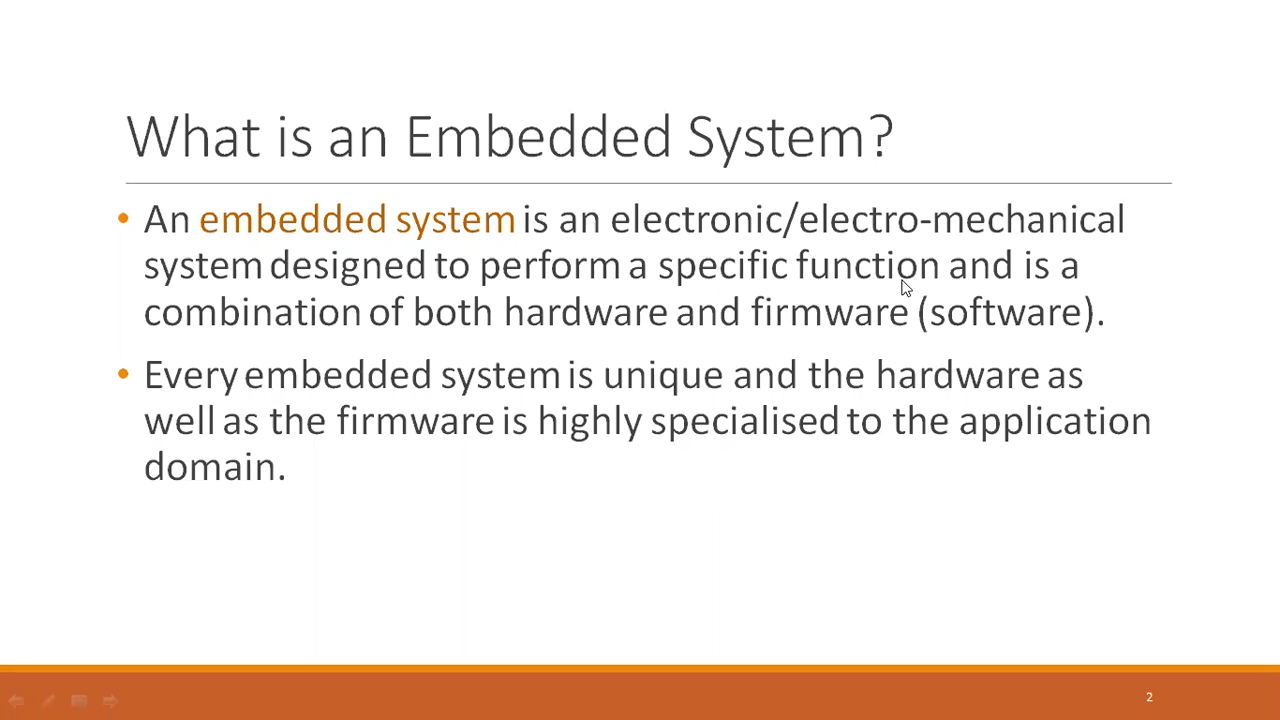 What is an Embedded System?
• An embedded system is an electronic/electro-mechanical
system designed to perform a specific function and is a
combination of both hardware and firmware (software).
• Every embedded system is unique and the hardware as
well as the firmware is highly specialised to the application
domain.
2